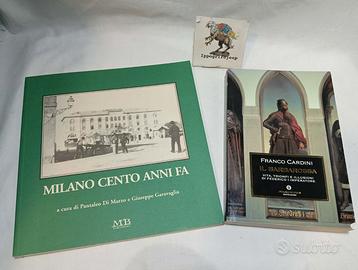 IppogrifoJeep
MILANO CENTO ANNI FA
a cura di Pantaleo Di Marzo e Giuseppe Garavaglia
MB
FRANCO CARDINI
IL BARBAROSSA
VITA, TRIONFI E ILLUSIONI
DI FEDERICO I IMPERATORE
subito